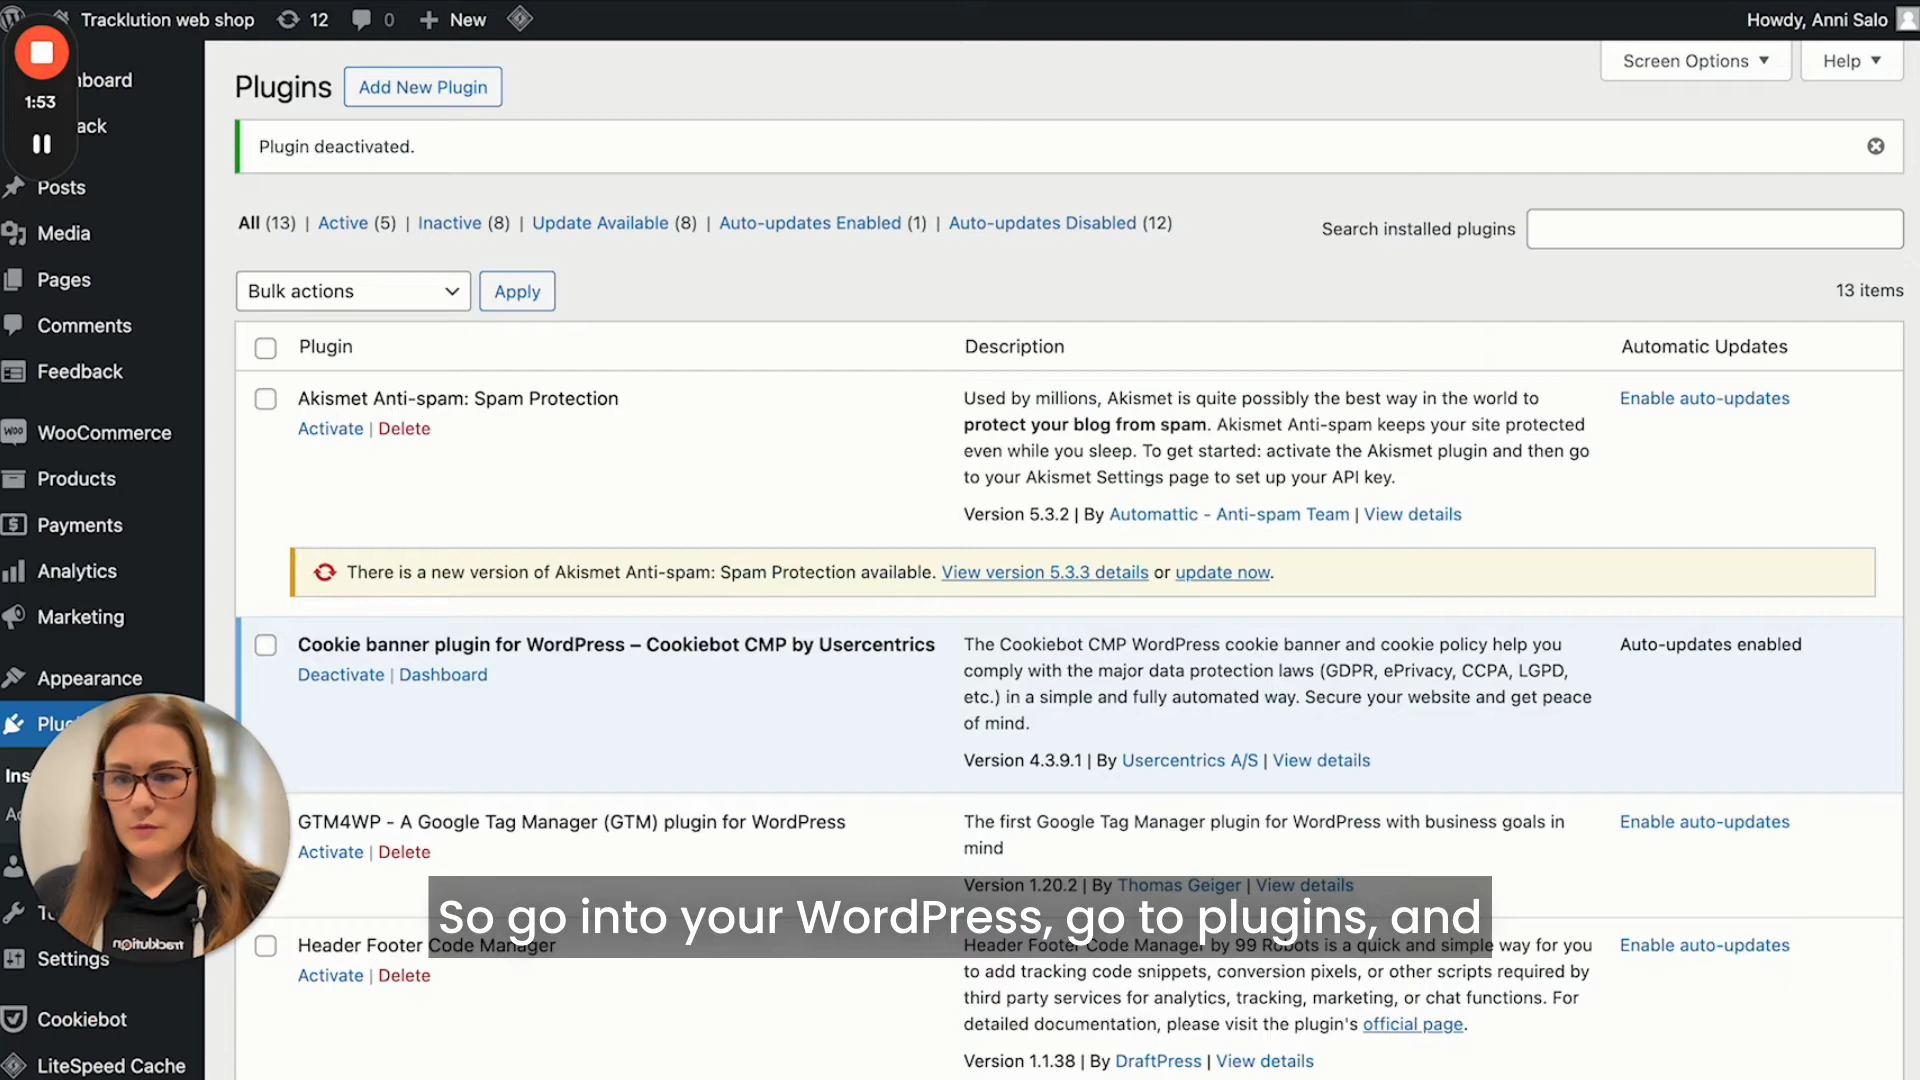 Tracklution web shop
12
0
New
Howdy, Anni Salo
1:53
Posts
Media
Pages
Comments
Feedback
WooCommerce
Products
Payments
Analytics
Marketing
Appearance
Settings
Cookiebot
LiteSpeed Cache
Screen Options
Help
Plugins
Add New Plugin
Plugin deactivated.
All (13) | Active (5) | Inactive (8) | Update Available (8) | Auto-updates Enabled (1) | Auto-updates Disabled (12)
Search installed plugins
Bulk actions
Apply
13 items
Plugin
Description
Automatic Updates
Akismet Anti-spam: Spam Protection
Activate | Delete
Used by millions, Akismet is quite possibly the best way in the world to
protect your blog from spam. Akismet Anti-spam keeps your site protected
even while you sleep. To get started: activate the Akismet plugin and then go
to your Akismet Settings page to set up your API key.
Version 5.3.2 | By Automattic - Anti-spam Team | View details
Enable auto-updates
There is a new version of Akismet Anti-spam: Spam Protection available. View version 5.3.3 details or update now.
Cookie banner plugin for WordPress – Cookiebot CMP by Usercentrics
Deactivate | Dashboard
The Cookiebot CMP WordPress cookie banner and cookie policy help you
comply with the major data protection laws (GDPR, ePrivacy, CCPA, LGPD,
etc.) in a simple and fully automated way. Secure your website and get peace
of mind.
Version 4.3.9.1 | By Usercentrics A/S | View details
Auto-updates enabled
GTM4WP - A Google Tag Manager (GTM) plugin for WordPress
Activate | Delete
The first Google Tag Manager plugin for WordPress with business goals in
mind
Version 1.20.2 | By Thomas Geiger | View details
Enable auto-updates
So go into your WordPress, go to plugins, and
Header Footer Code Manager
Activate | Delete
Header Footer Code Manager by 99 Robots is a quick and simple way for you
to add tracking code snippets, conversion pixels, or other scripts required by
third party services for analytics, tracking, marketing, or chat functions. For
detailed documentation, please visit the plugin's official page.
Version 1.1.38 | By DraftPress | View details
Enable auto-updates
tracklution